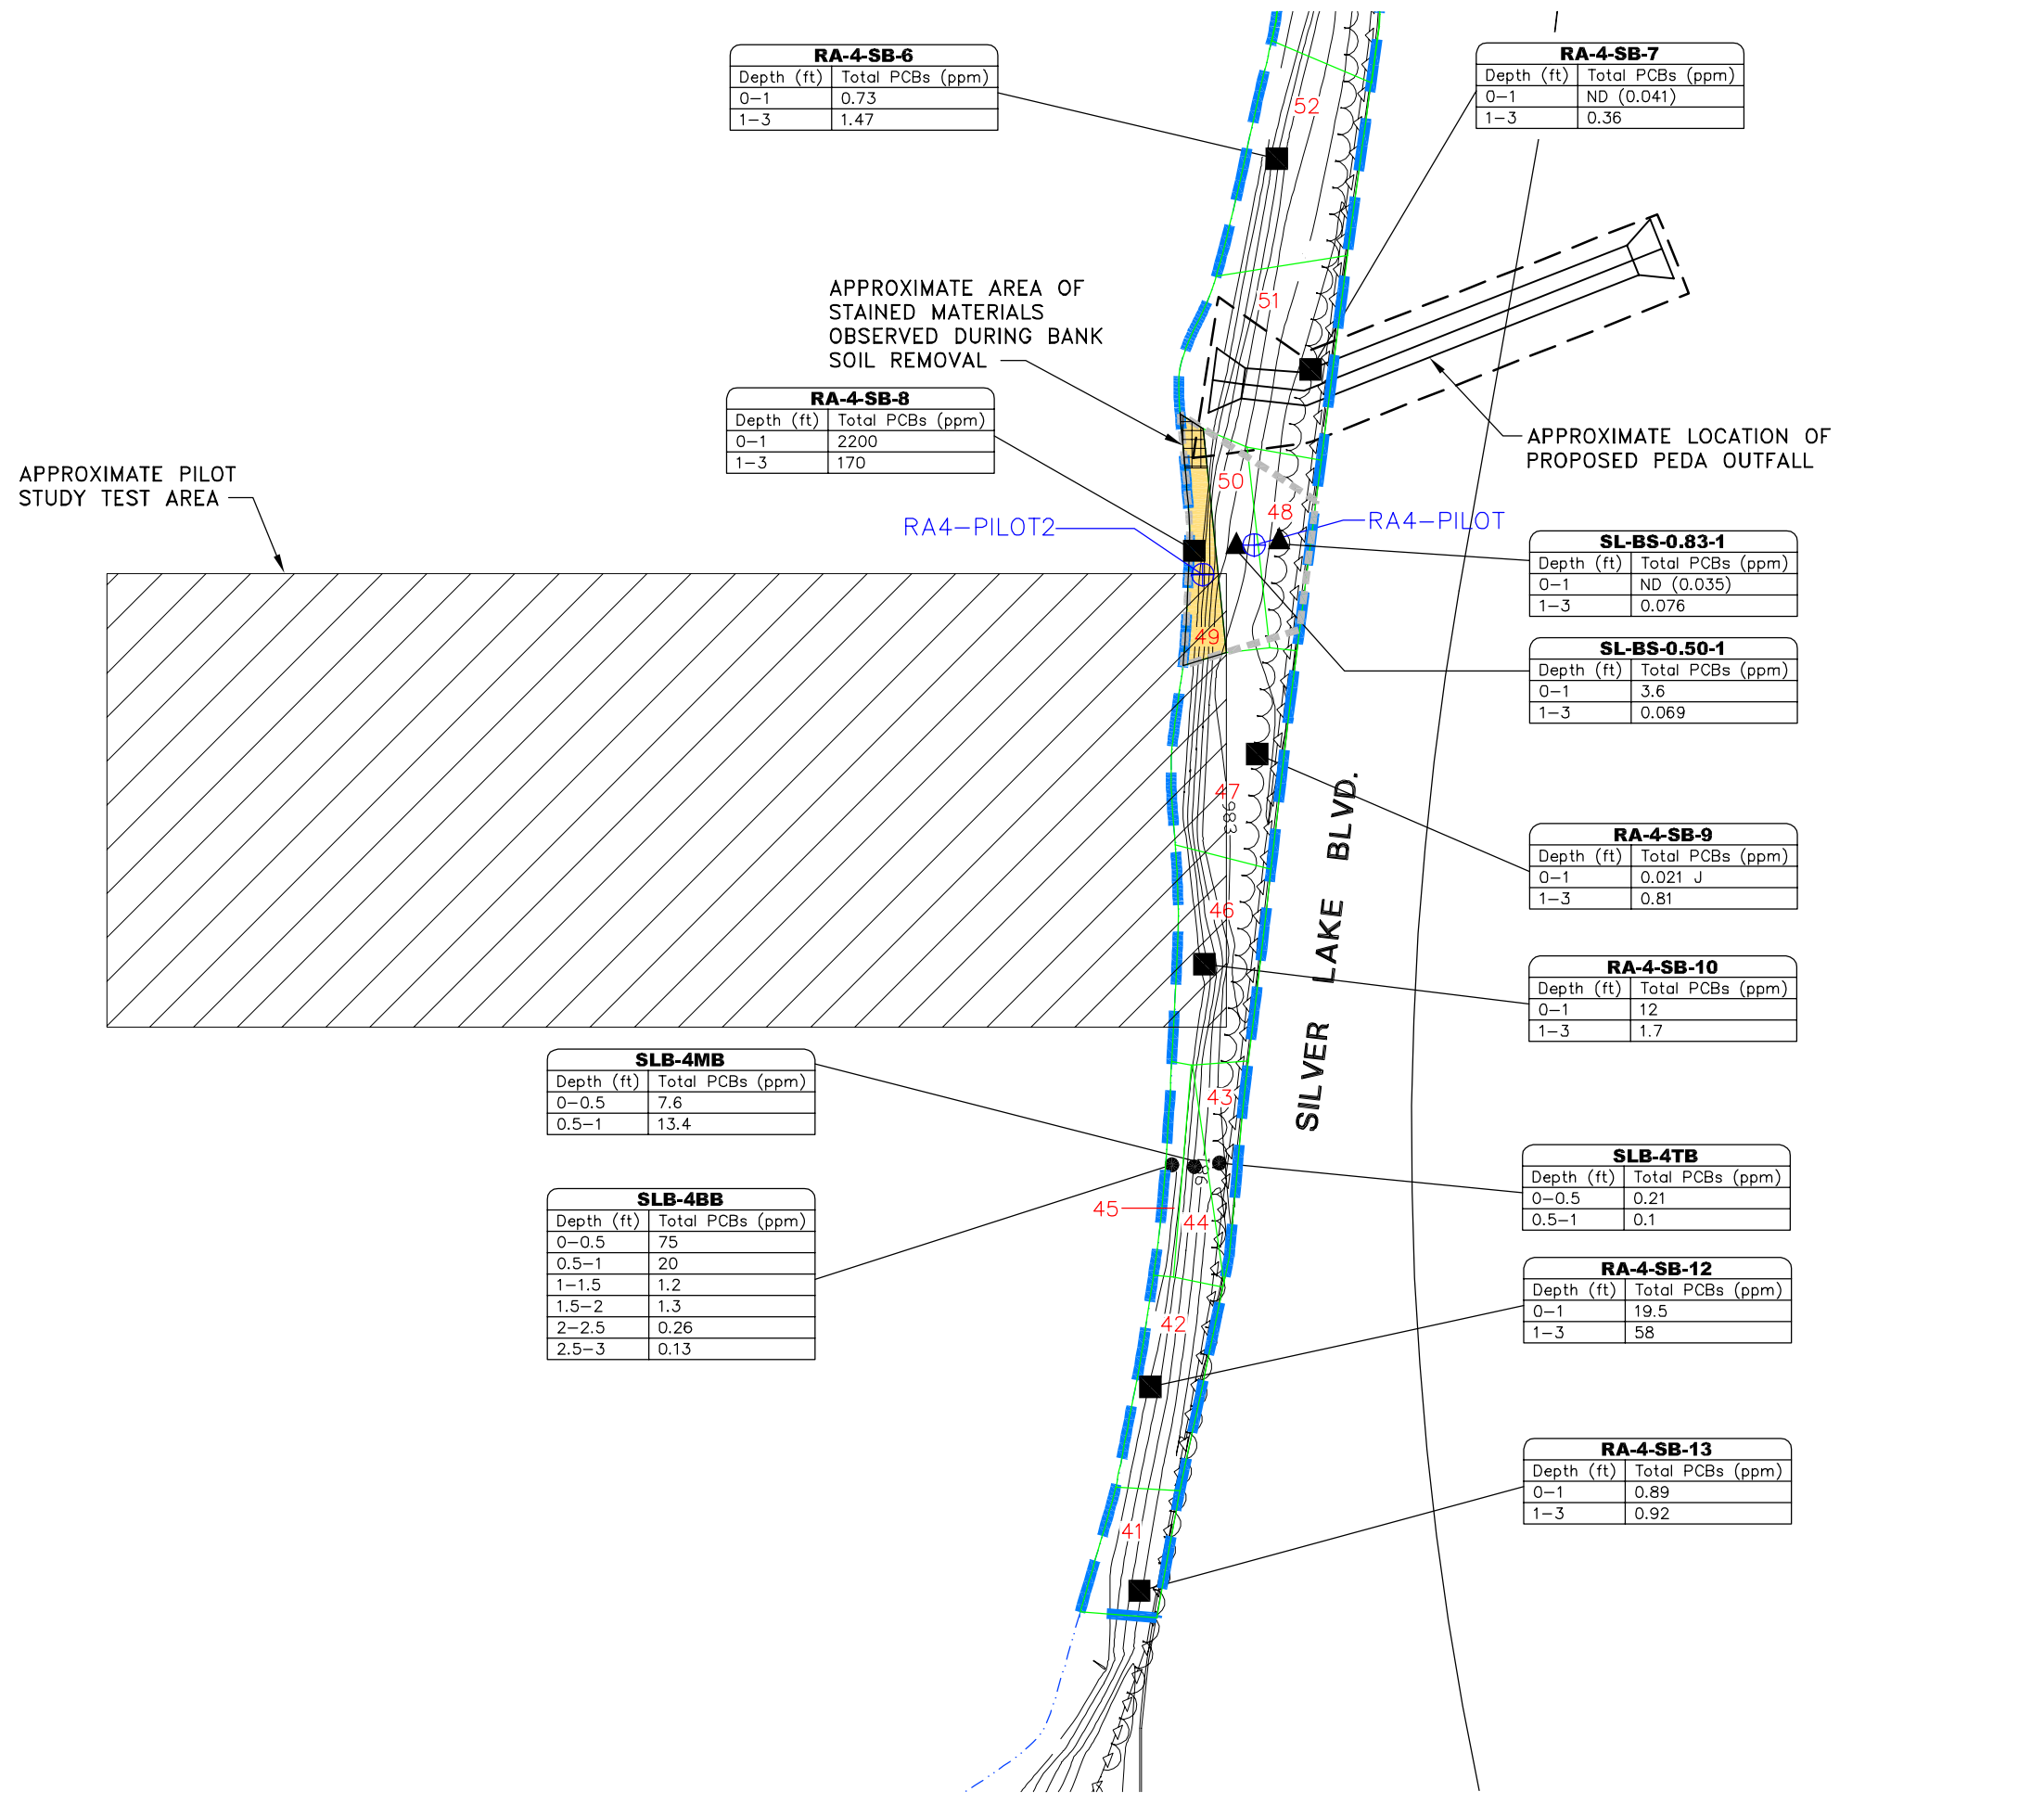 RA-4-SB-6
Depth (ft) Total PCBs (ppm)
0-1 0.73
1-3 1.47
RA-4-SB-7
Depth (ft) Total PCBs (ppm)
0-1 ND (0.041)
1-3 0.36
52
APPROXIMATE AREA OF
STAINED MATERIALS
OBSERVED DURING BANK
SOIL REMOVAL
51
RA-4-SB-8
Depth (ft) Total PCBs (ppm)
0-1 2200
1-3 170
APPROXIMATE LOCATION OF
PROPOSED PEDA OUTFALL
APPROXIMATE PILOT
STUDY TEST AREA
50
48
RA4-PILOT2
RA4-PILOT
SL-BS-0.83-1
Depth (ft) Total PCBs (ppm)
0-1 ND (0.035)
1-3 0.076
49
SL-BS-0.50-1
Depth (ft) Total PCBs (ppm)
0-1 3.6
1-3 0.069
47
983
SILVER LAKE BLVD.
RA-4-SB-9
Depth (ft) Total PCBs (ppm)
0-1 0.021 J
1-3 0.81
46
RA-4-SB-10
Depth (ft) Total PCBs (ppm)
0-1 12
1-3 1.7
SLB-4MB
Depth (ft) Total PCBs (ppm)
0-0.5 7.6
0.5-1 13.4
43
SLB-4TB
Depth (ft) Total PCBs (ppm)
0-0.5 0.21
0.5-1 0.1
SLB-4BB
Depth (ft) Total PCBs (ppm)
0-0.5 75
0.5-1 20
1-1.5 1.2
1.5-2 1.3
2-2.5 0.26
2.5-3 0.13
45
44
RA-4-SB-12
Depth (ft) Total PCBs (ppm)
0-1 19.5
1-3 58
42
RA-4-SB-13
Depth (ft) Total PCBs (ppm)
0-1 0.89
1-3 0.92
41